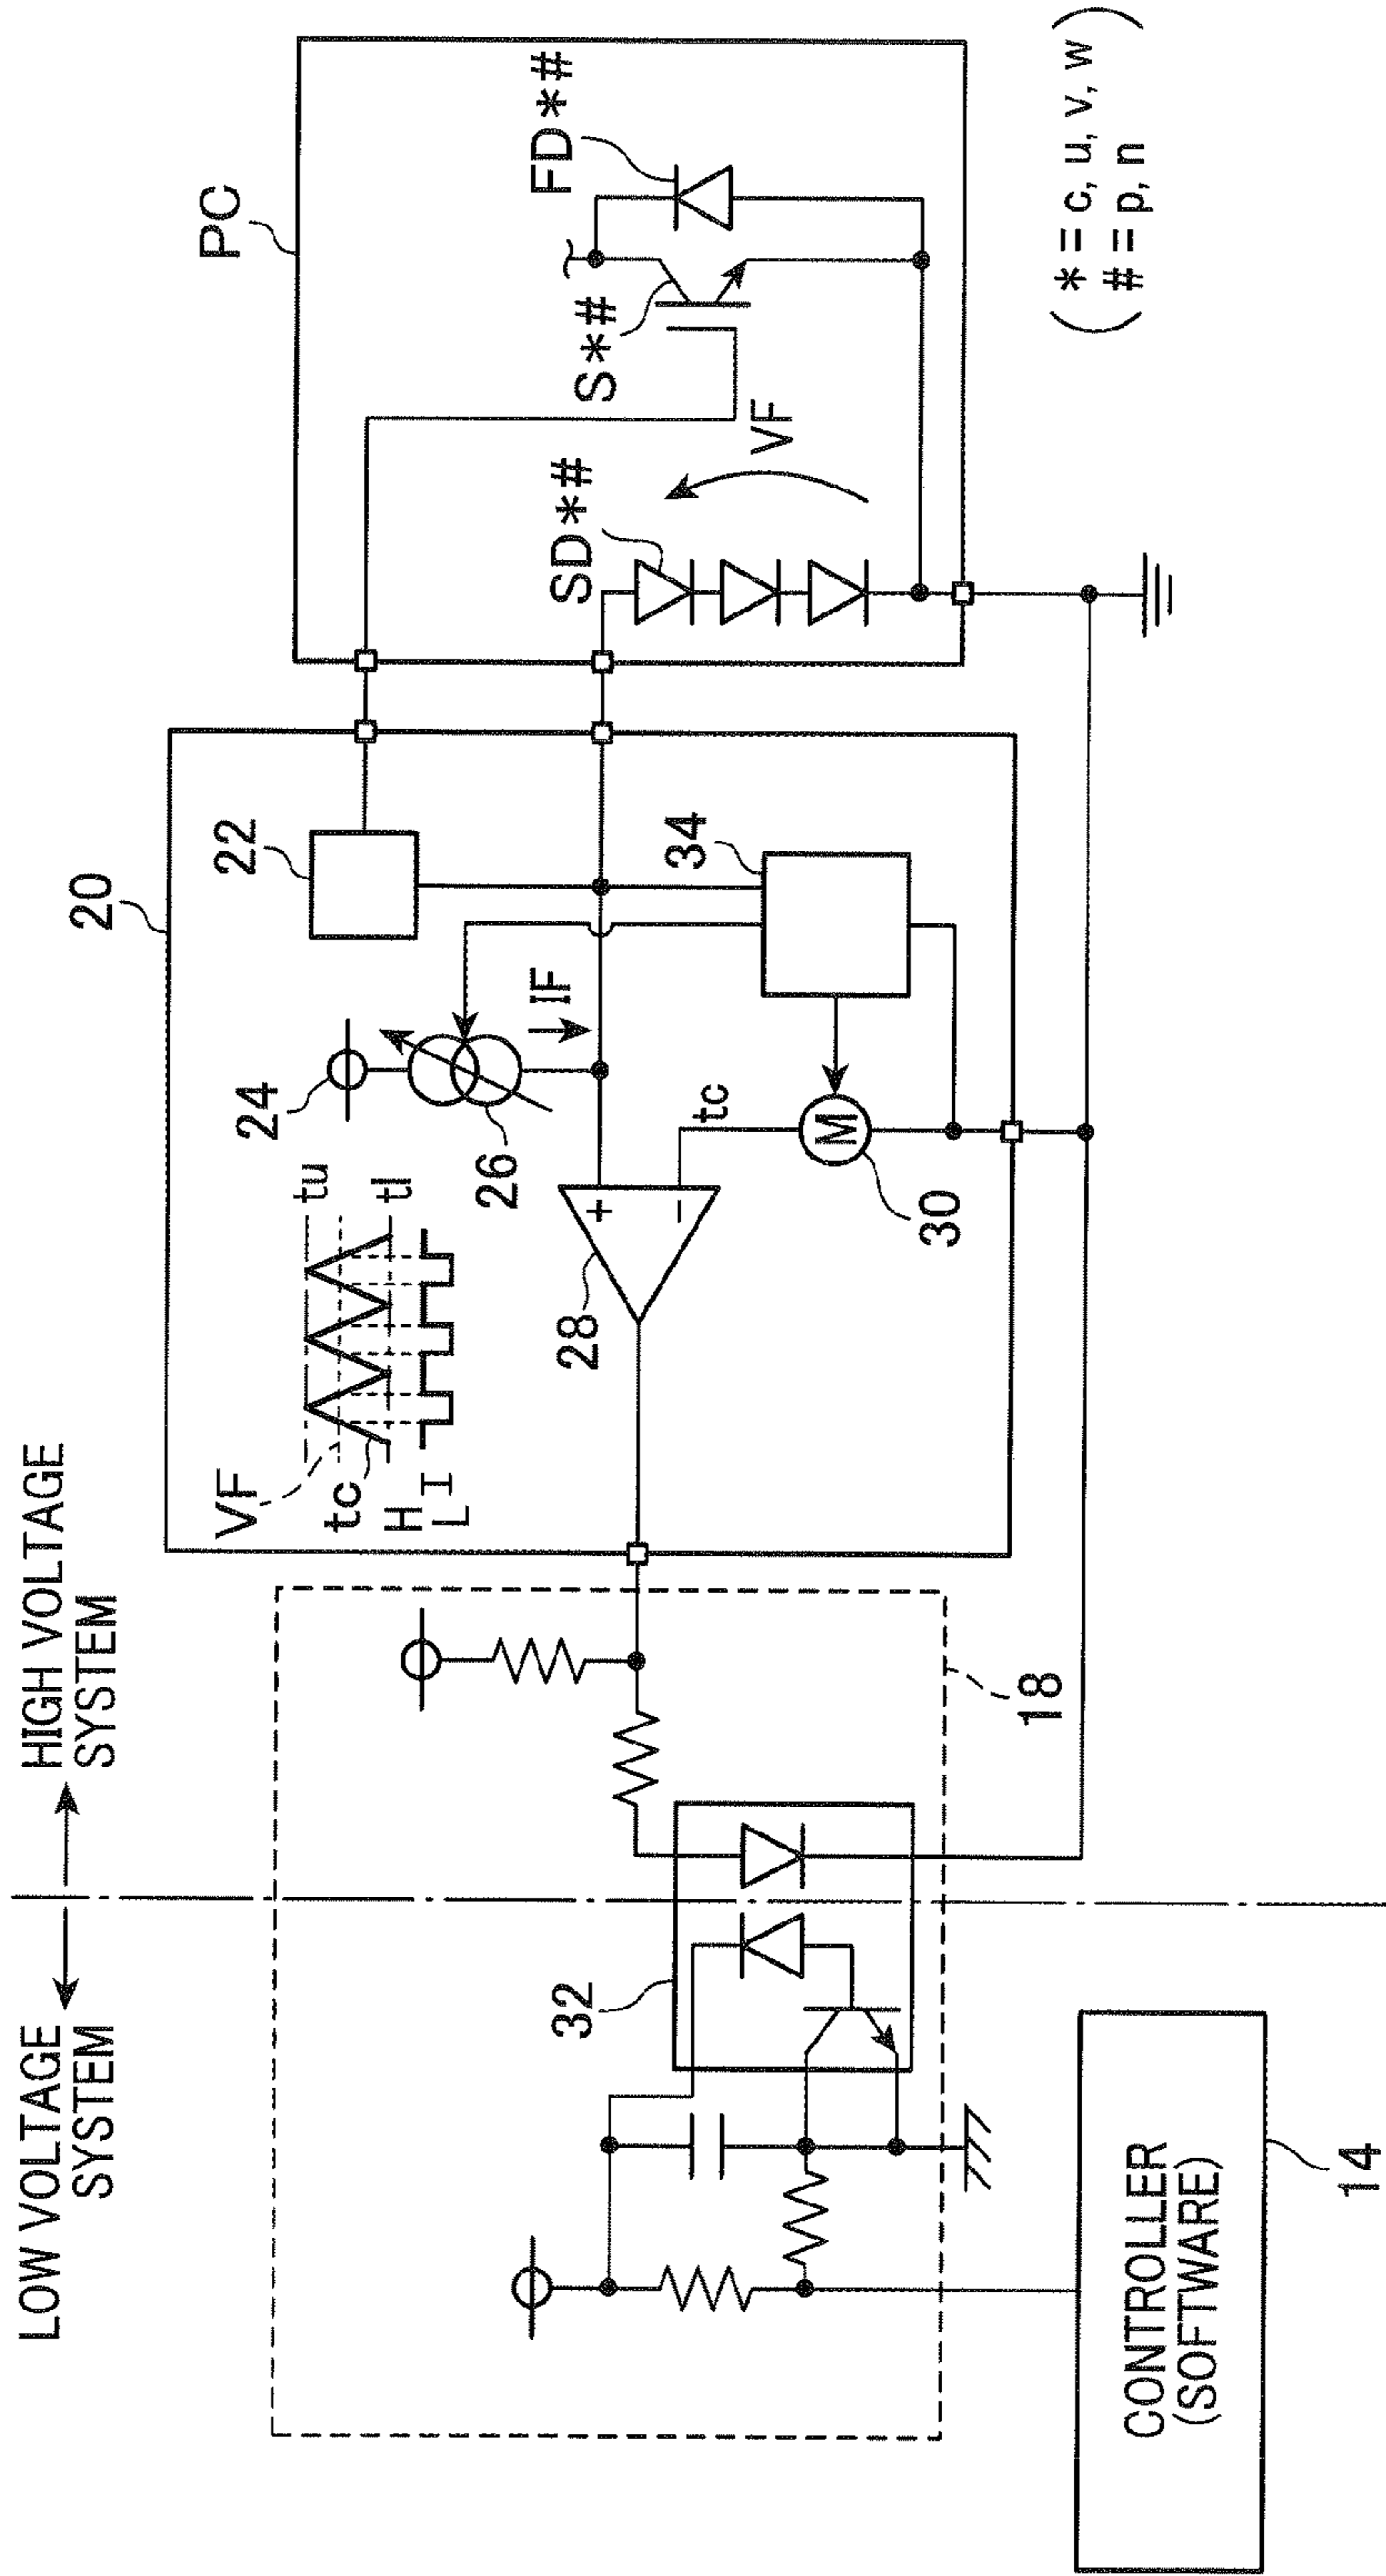 LOW VOLTAGE
SYSTEM
HIGH VOLTAGE
SYSTEM
20
PC
VF
tc
H
L
tu
tl
24
26
IF
22
FD*#
S*#
SD*#
VF
32
28
+
−
tc
34
M
30
18
CONTROLLER
(SOFTWARE)
14
* = c, u, v, w
# = p, n